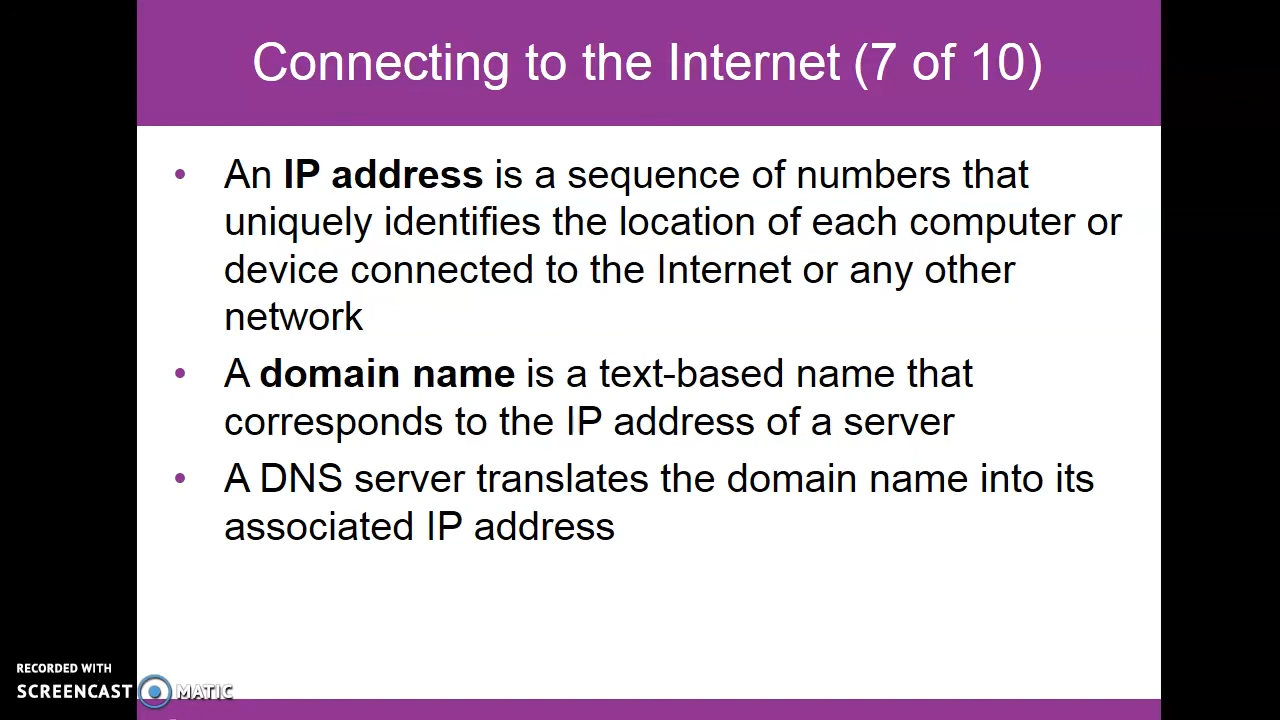 Connecting to the Internet (7 of 10)
• An IP address is a sequence of numbers that
uniquely identifies the location of each computer or
device connected to the Internet or any other
network
• A domain name is a text-based name that
corresponds to the IP address of a server
• A DNS server translates the domain name into its
associated IP address
RECORDED WITH
SCREENCAST MATIC